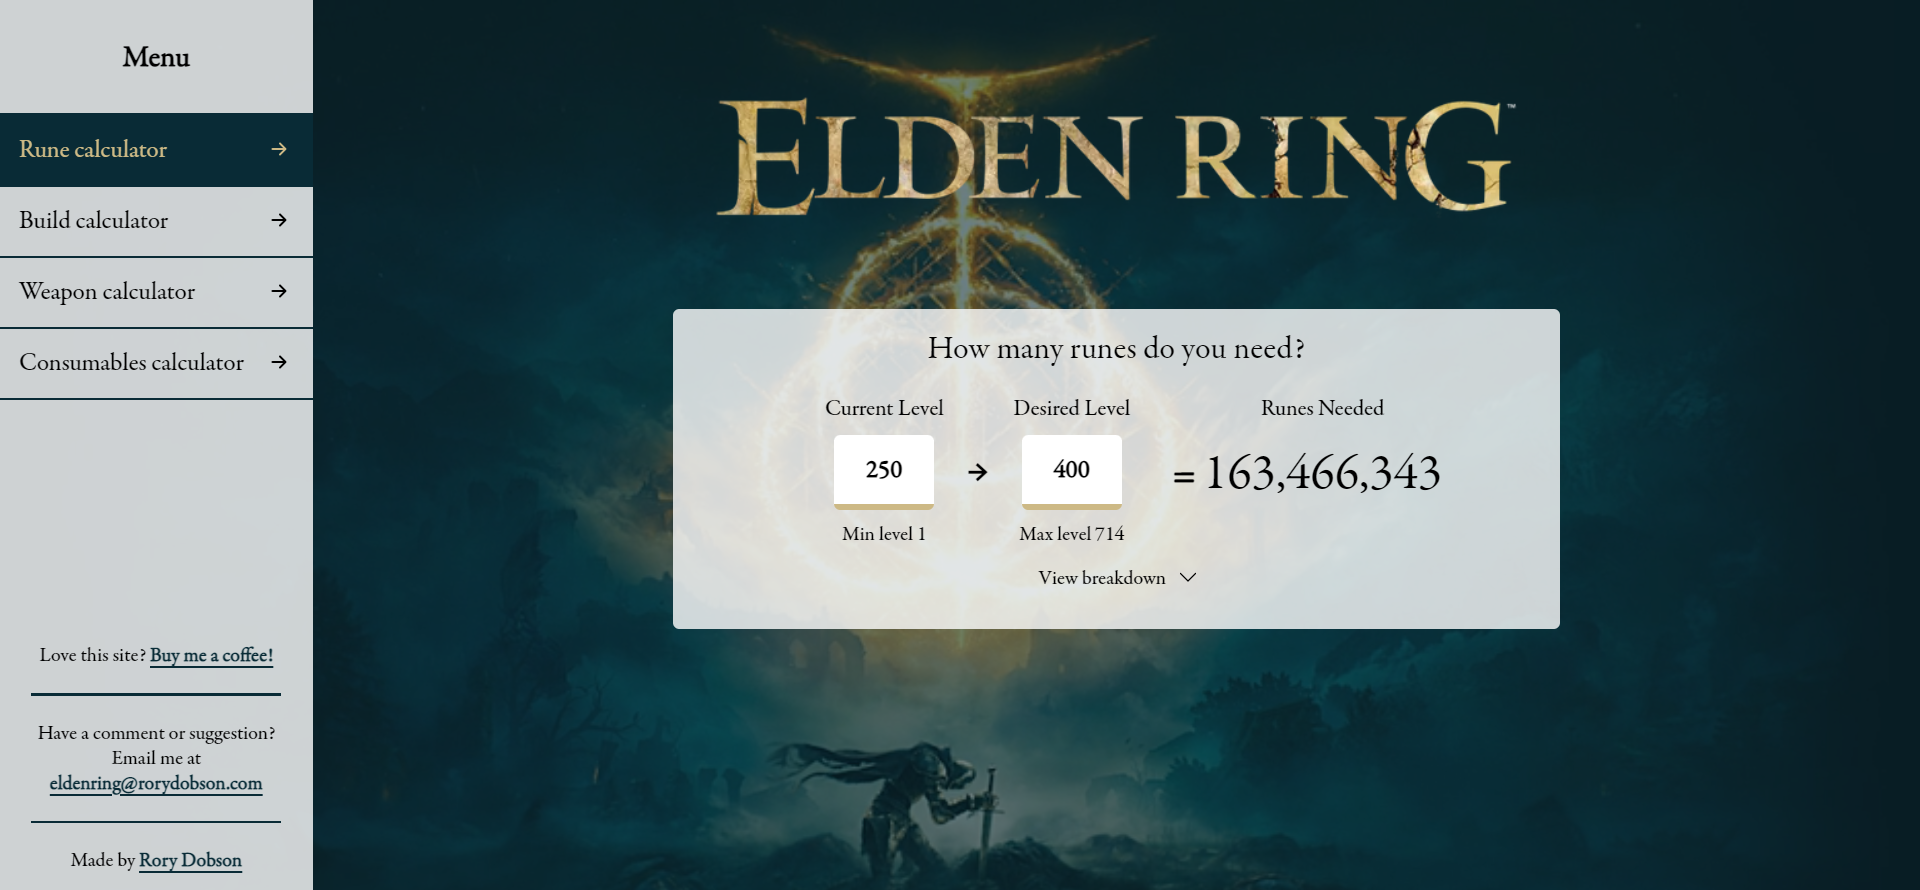 Menu
Rune calculator
Build calculator
Weapon calculator
Consumables calculator
Love this site? Buy me a coffee!
Have a comment or suggestion?
Email me at
eldenring@rorydobson.com
Made by Rory Dobson
ELDEN RING™
How many runes do you need?
Current Level
Desired Level
Runes Needed
250
400
= 163,466,343
Min level 1
Max level 714
View breakdown